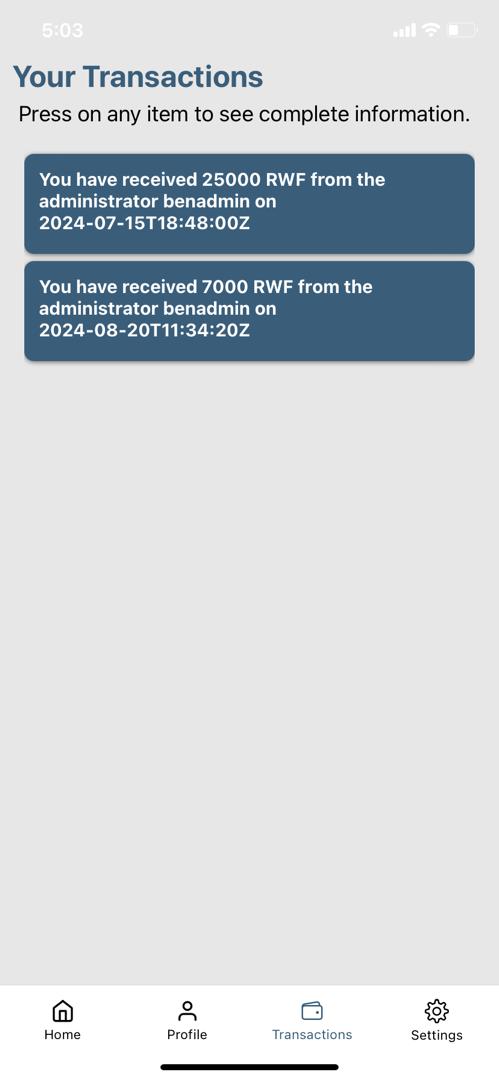 5:03
Your Transactions
Press on any item to see complete information.
You have received 25000 RWF from the
administrator benadmin on
2024-07-15T18:48:00Z
You have received 7000 RWF from the
administrator benadmin on
2024-08-20T11:34:20Z
Home
Profile
Transactions
Settings